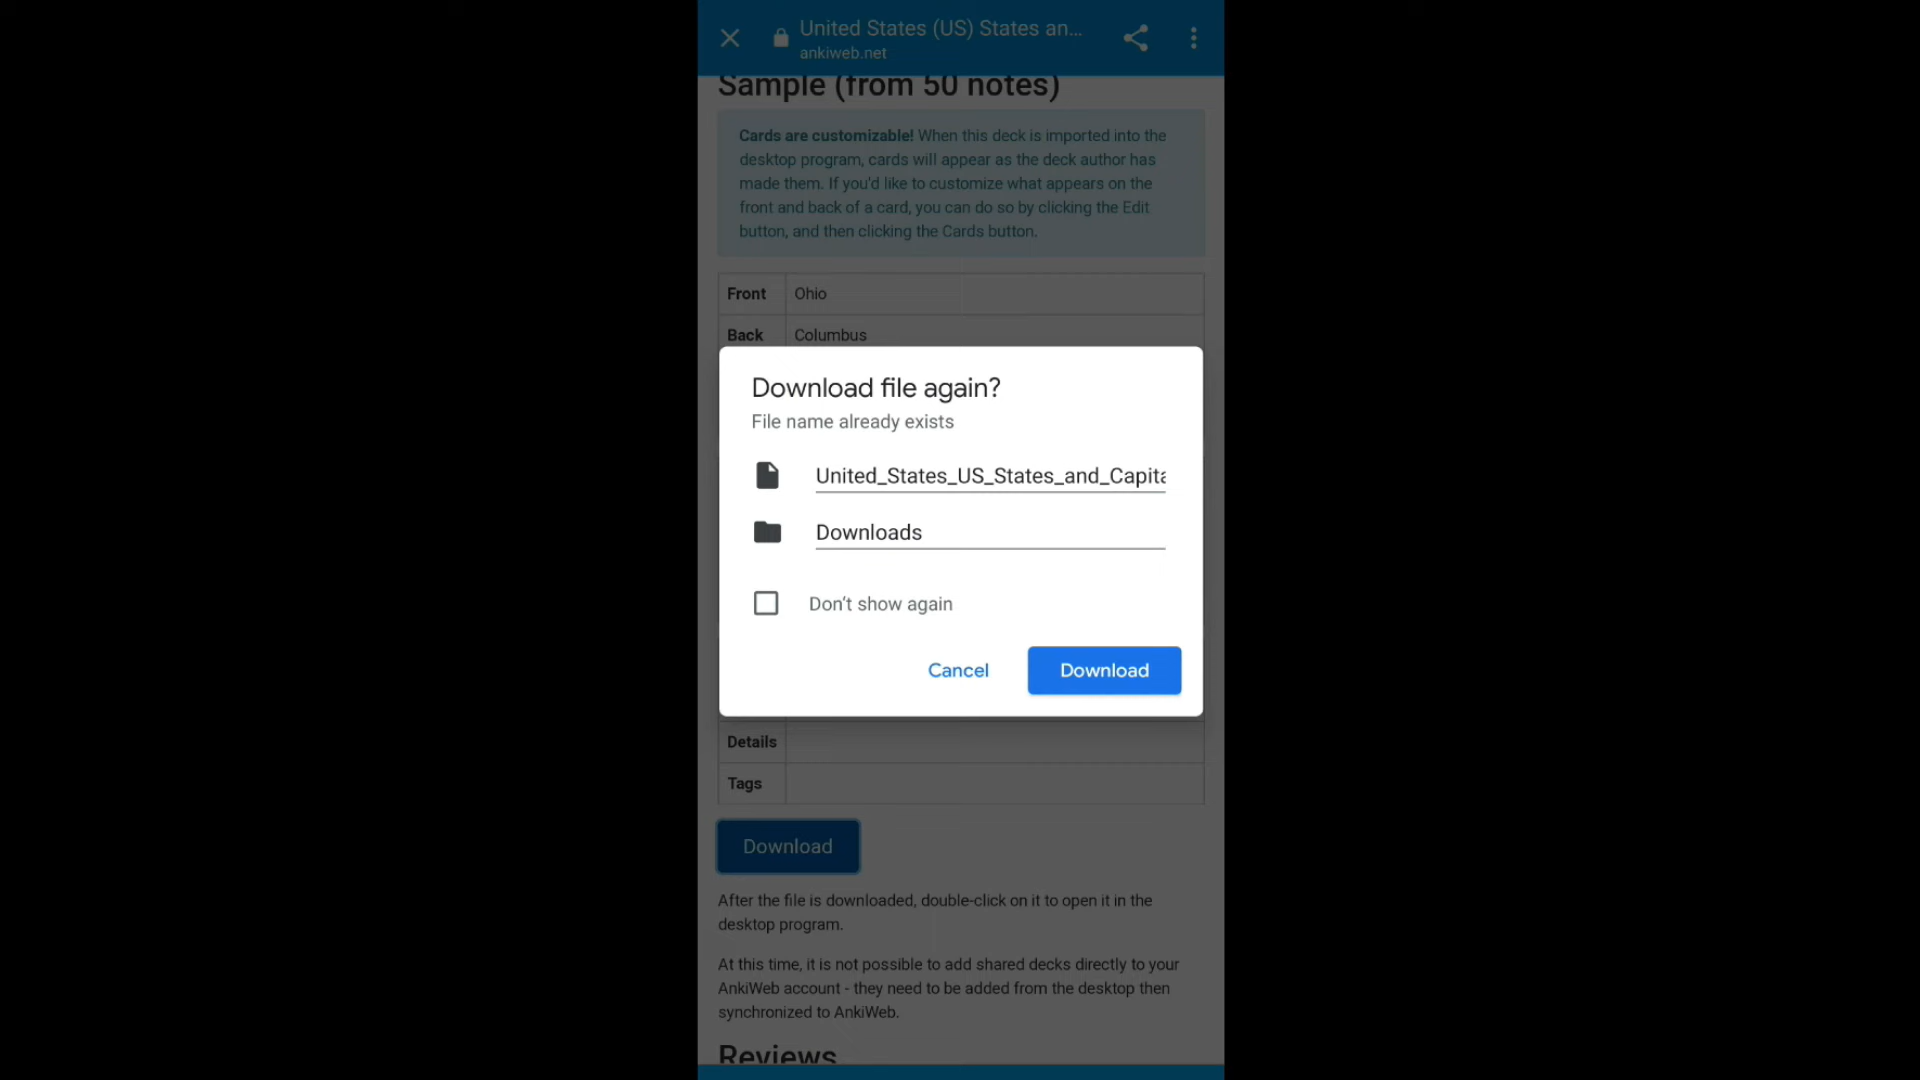 United States (US) States an...
ankiweb.net
Sample (from 50 notes)
Cards are customizable! When this deck is imported into the
desktop program, cards will appear as the deck author has
made them. If you'd like to customize what appears on the
front and back of a card, you can do so by clicking the Edit
button, and then clicking the Cards button.
Front Ohio
Back Columbus
Download file again?
File name already exists
United_States_US_States_and_Capita
Downloads
Don't show again
Cancel Download
Details
Tags
Download
After the file is downloaded, double-click on it to open it in the
desktop program.
At this time, it is not possible to add shared decks directly to your
AnkiWeb account - they need to be added from the desktop then
synchronized to AnkiWeb.
Reviews